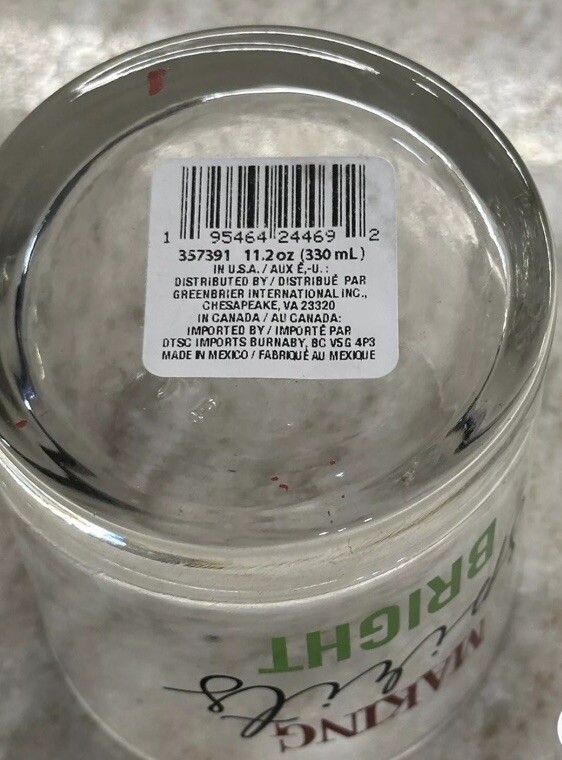 1 95464 24469 2
357391 11.2 oz (330 mL)
IN U.S.A. / AUX É.-U. :
DISTRIBUTED BY / DISTRIBUÉ PAR
GREENBRIER INTERNATIONAL INC.,
CHESAPEAKE, VA 23320
IN CANADA / AU CANADA:
IMPORTED BY / IMPORTÉ PAR
DTSC IMPORTS BURNABY, BC V5G 4P3
MADE IN MEXICO / FABRIQUÉ AU MEXIQUE
MAKING
spirits
BRIGHT